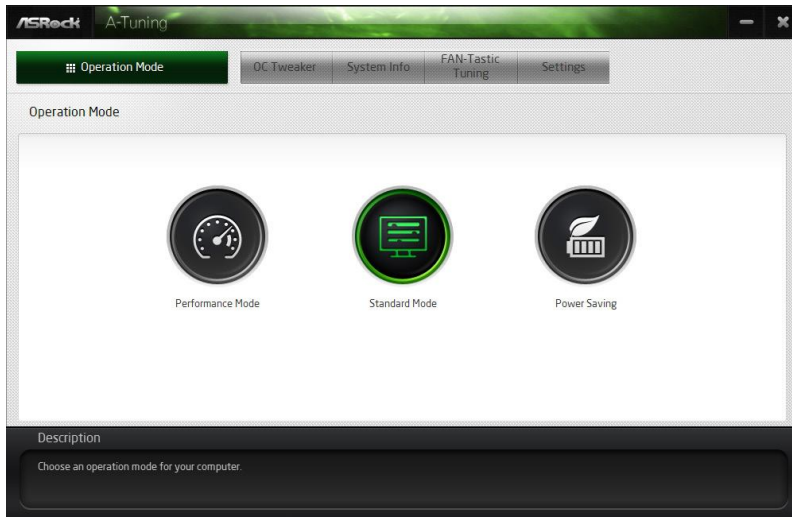 ASRock A-Tuning
Operation Mode
OC Tweaker
System Info
FAN-Tastic
Tuning
Settings
Operation Mode
Performance Mode
Standard Mode
Power Saving
Description
Choose an operation mode for your computer.